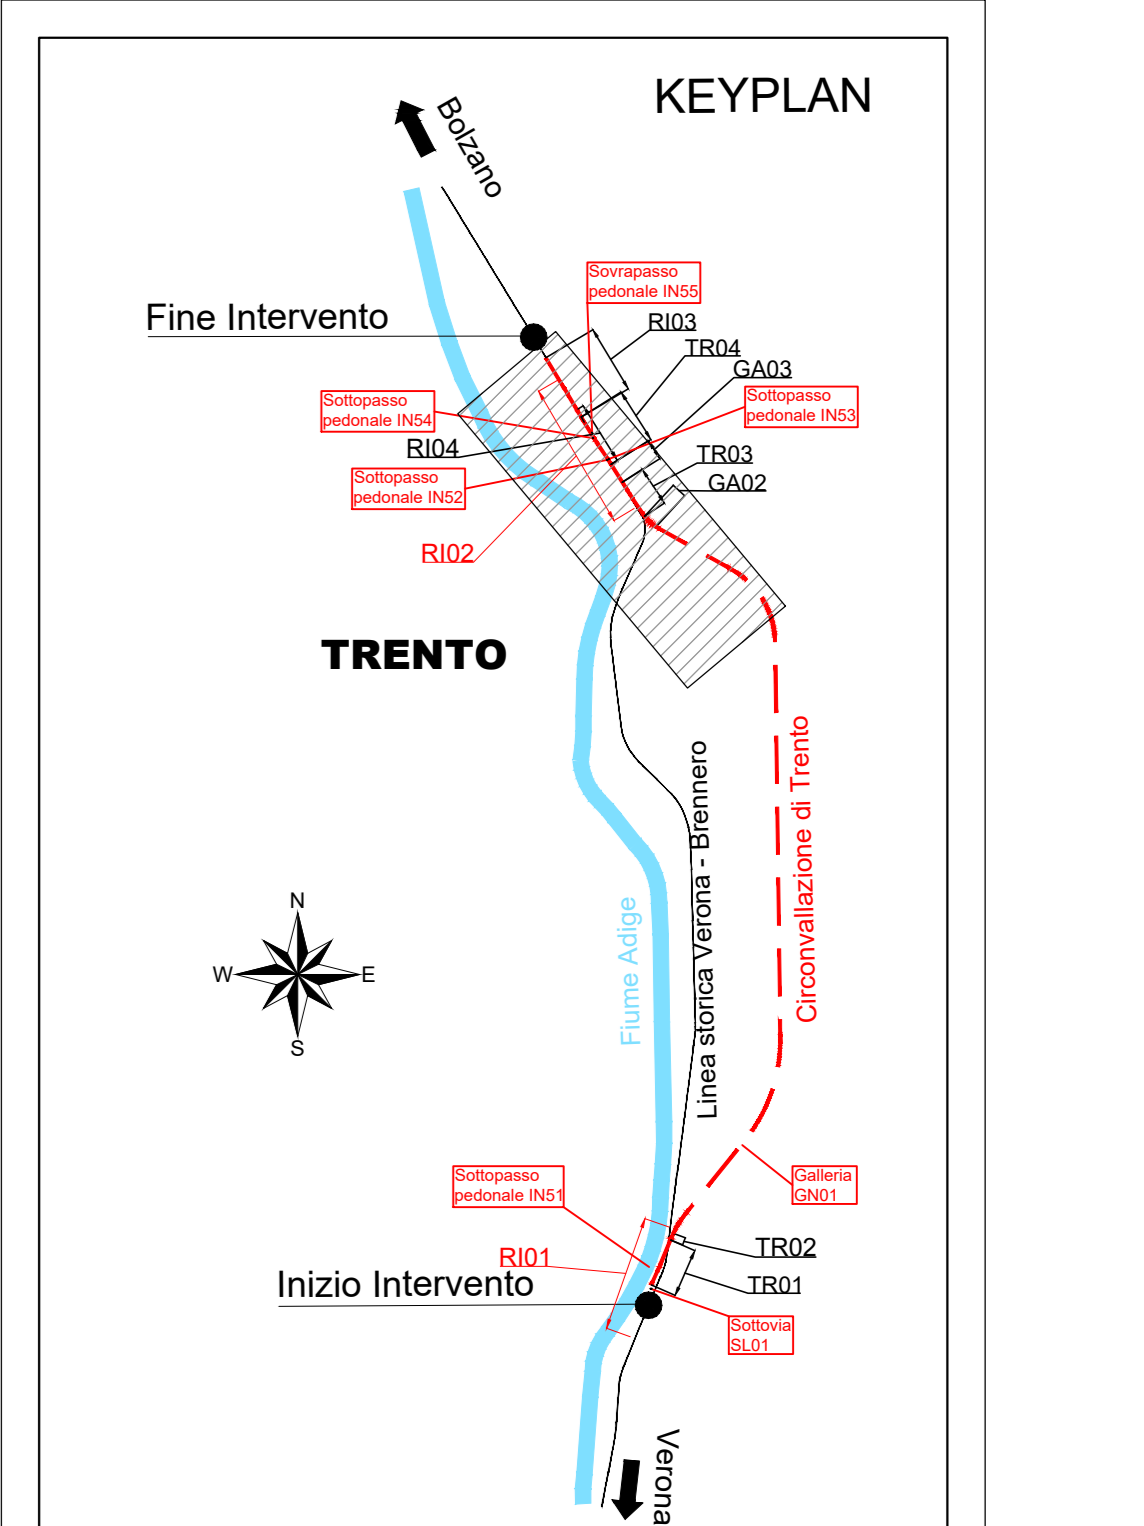 KEYPLAN
Bolzano
Sovrapasso
pedonale IN55
Fine Intervento
RI03
TR04
GA03
Sottopasso
pedonale IN54
Sottopasso
pedonale IN53
RI04
TR03
Sottopasso
pedonale IN52
GA02
RI02
TRENTO
Circonvallazione di Trento
Linea storica Verona - Brennero
Fiume Adige
N
W
E
S
Sottopasso
pedonale IN51
Galleria
GN01
TR02
RI01
Inizio Intervento
TR01
Sottovia
SL01
Verona